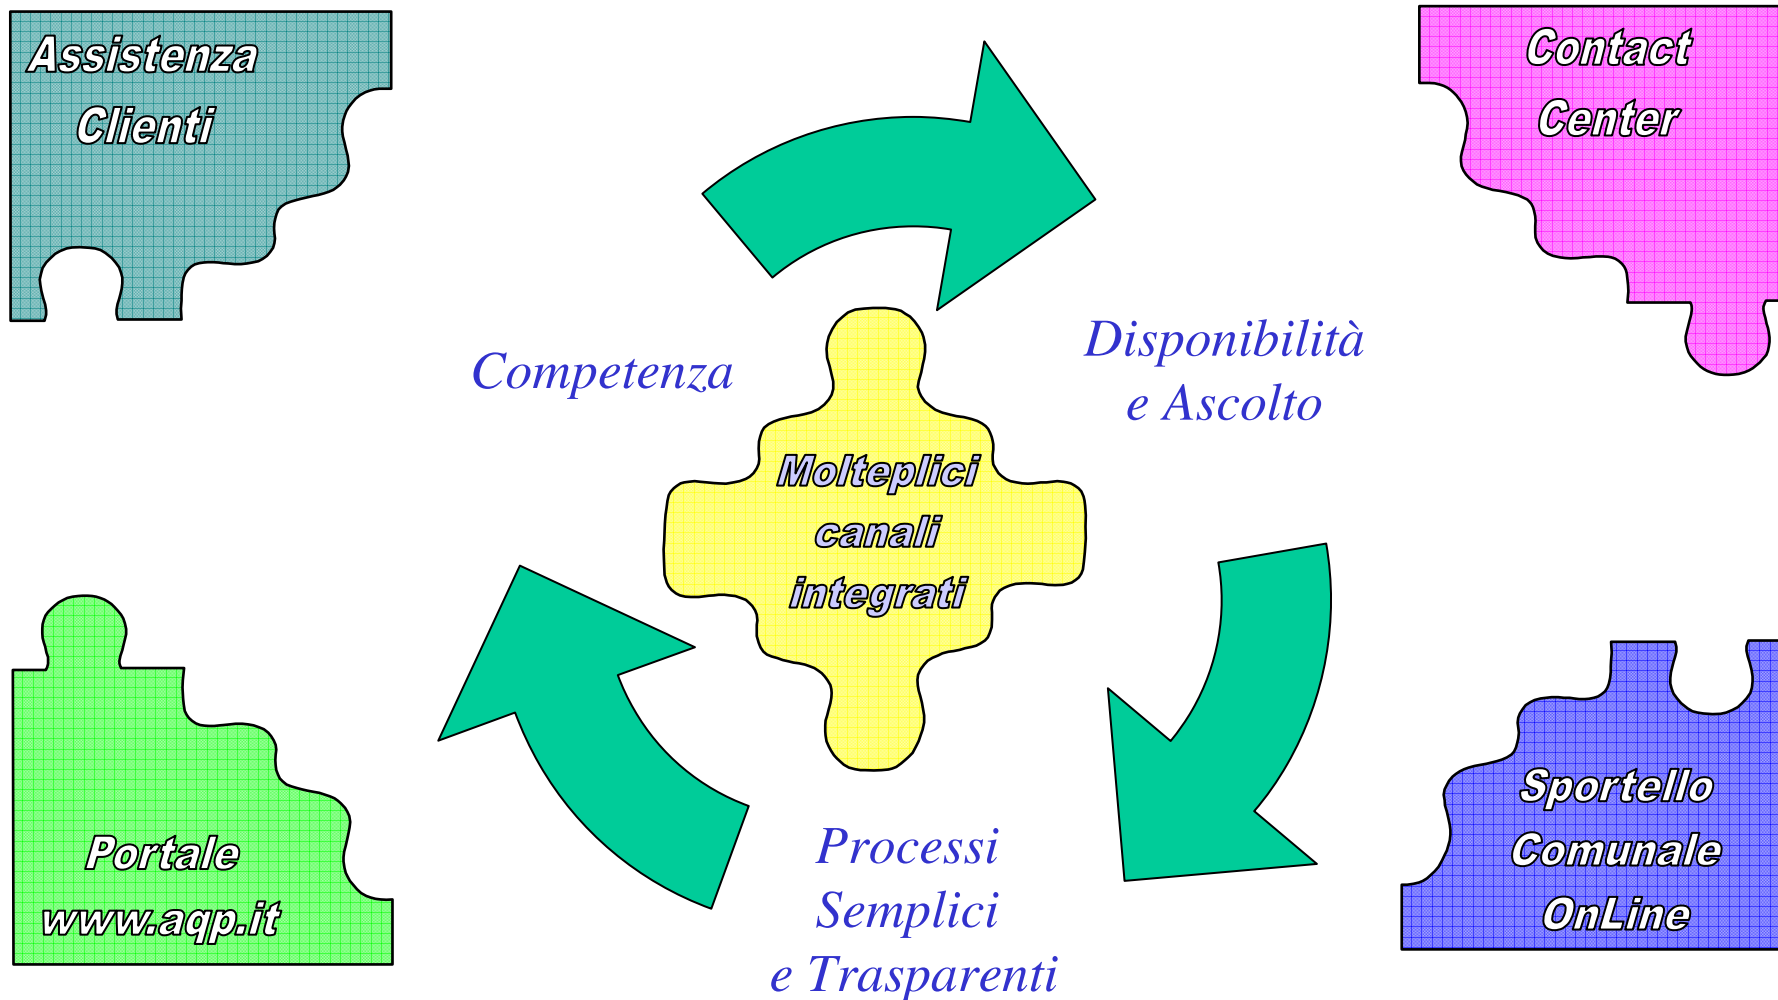 Assistenza
Clienti
Contact
Center
Competenza
Disponibilità
e Ascolto
Molteplici
canali
integrati
Portale
www.aqp.it
Processi
Semplici
e Trasparenti
Sportello
Comunale
OnLine